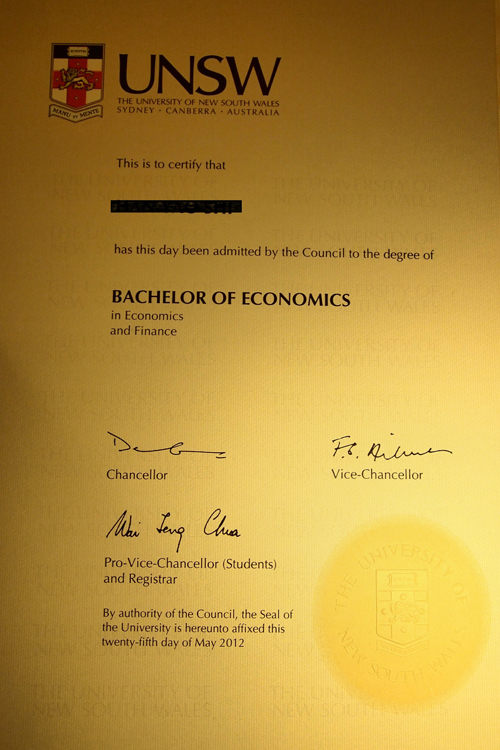 UNSW
THE UNIVERSITY OF NEW SOUTH WALES
SYDNEY • CANBERRA • AUSTRALIA
MANU ET MENTE
This is to certify that
has this day been admitted by the Council to the degree of
BACHELOR OF ECONOMICS
in Economics
and Finance
Chancellor
Vice-Chancellor
Wai Fong Chua
Pro-Vice-Chancellor (Students)
and Registrar
By authority of the Council, the Seal of
the University is hereunto affixed this
twenty-fifth day of May 2012
THE UNIVERSITY OF
NEW SOUTH WALES